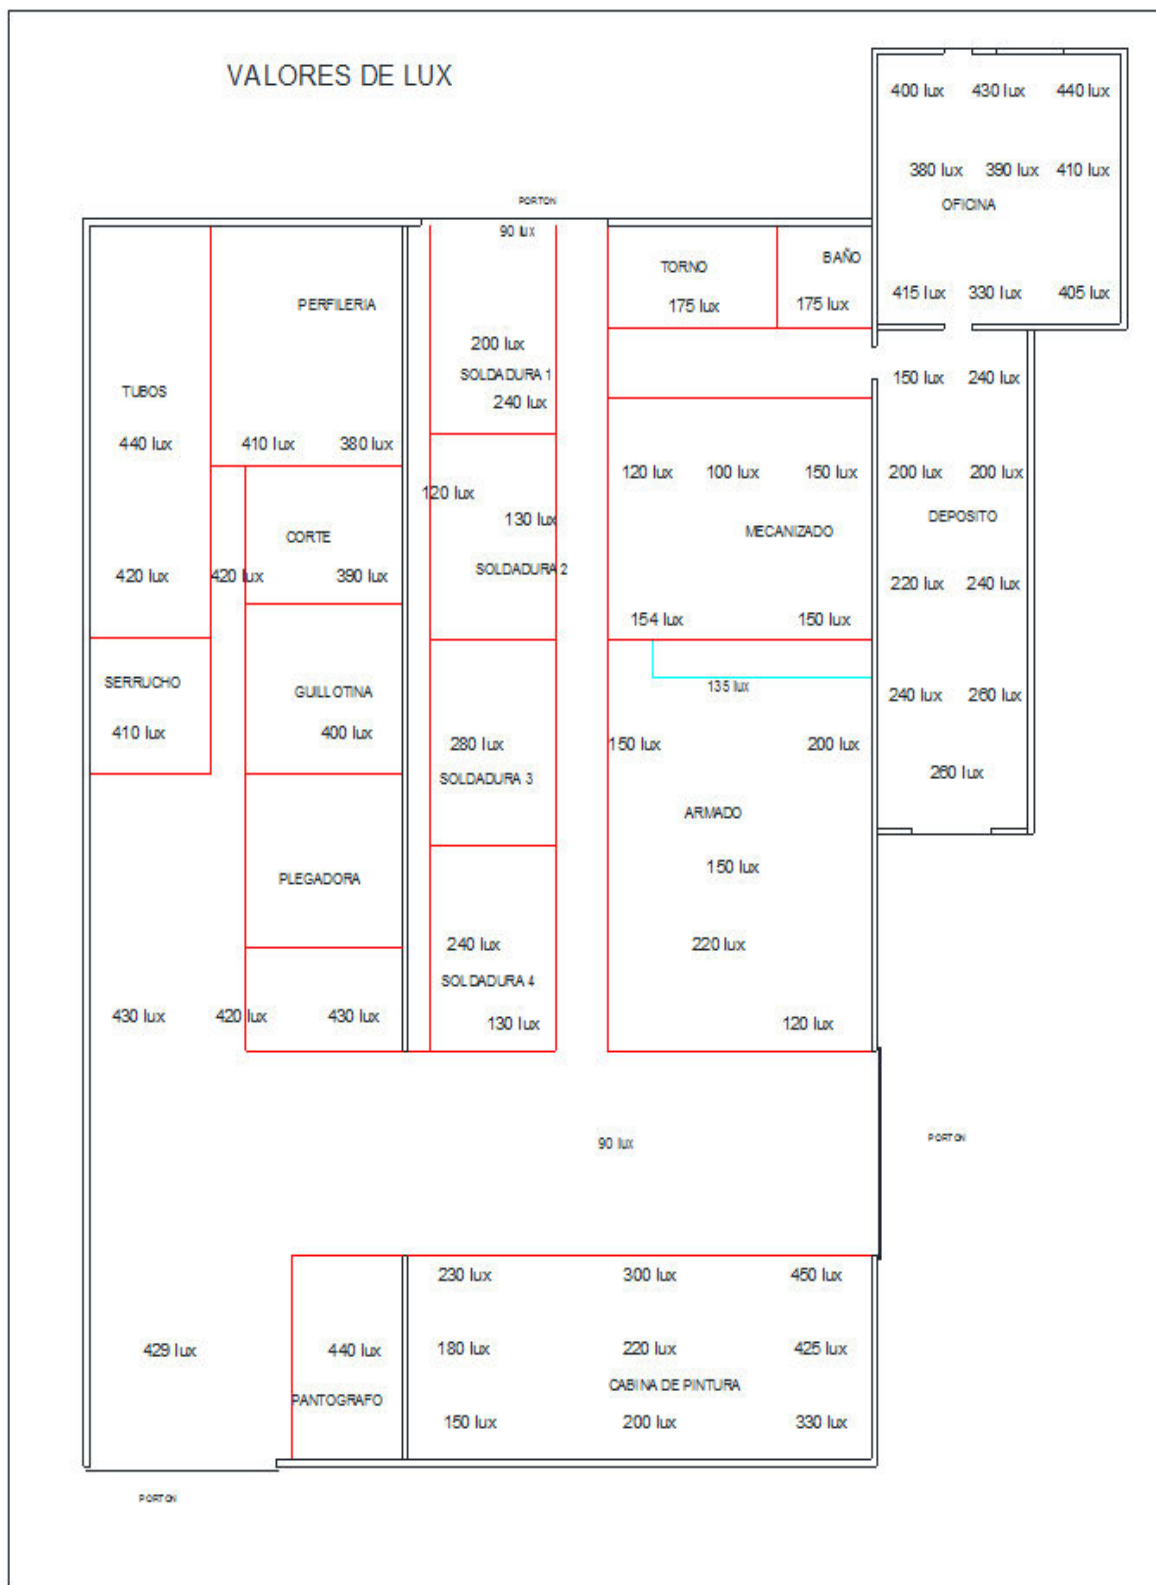 VALORES DE LUX
400 lux 430 lux 440 lux
380 lux 390 lux 410 lux
OFICINA
415 lux 330 lux 405 lux
PORTON
90 lux
TORNO
175 lux
BAÑO
175 lux
PERFILERIA
410 lux 380 lux
TUBOS
440 lux
420 lux
200 lux
SOLDADURA 1
240 lux
150 lux 240 lux
200 lux 200 lux
DEPOSITO
220 lux 240 lux
240 lux 260 lux
260 lux
120 lux 100 lux 150 lux
MECANIZADO
154 lux 150 lux
120 lux
130 lux
SOLDADURA 2
CORTE
420 lux 390 lux
SERRUCHO
410 lux
GUILLOTINA
400 lux
280 lux
SOLDADURA 3
135 lux
150 lux 200 lux
ARMADO
150 lux
220 lux
120 lux
PLEGADORA
240 lux
SOLDADURA 4
130 lux
430 lux 420 lux 430 lux
90 lux
PORTON
230 lux 300 lux 450 lux
180 lux 220 lux 425 lux
CABINA DE PINTURA
150 lux 200 lux 330 lux
429 lux
440 lux
PANTOGRAFO
PORTON